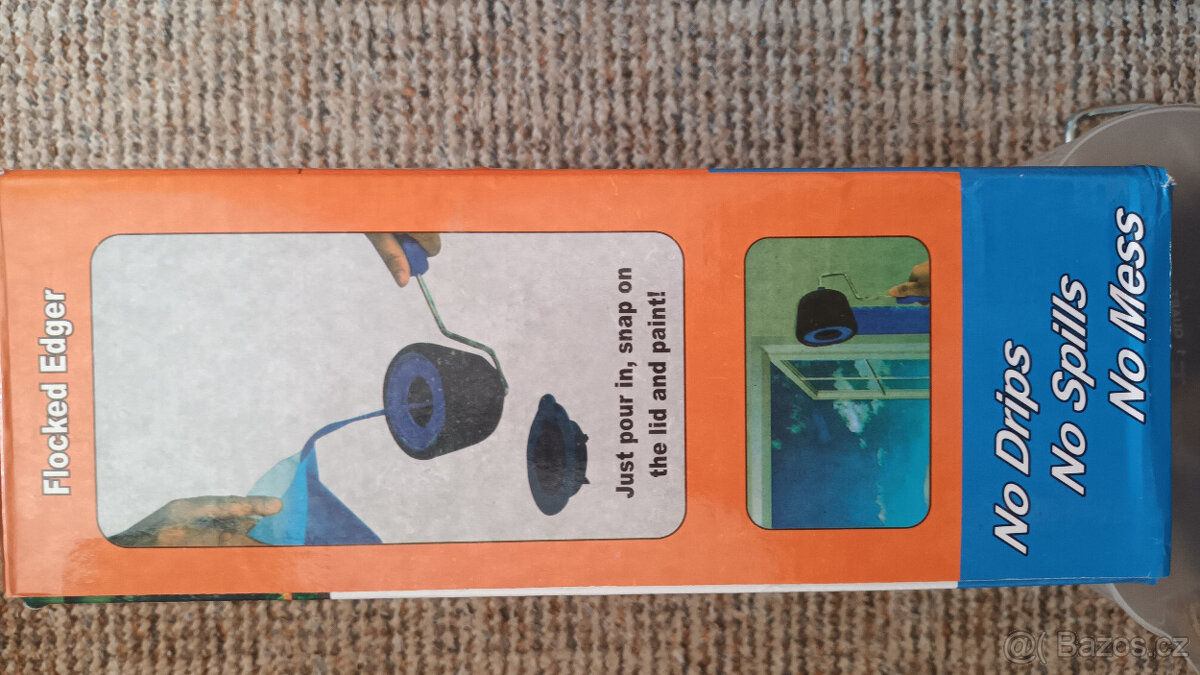 Flocked Edger
Just pour in, snap on
the lid and paint!
No Drips
No Spills
No Mess
@( Bazos.cz